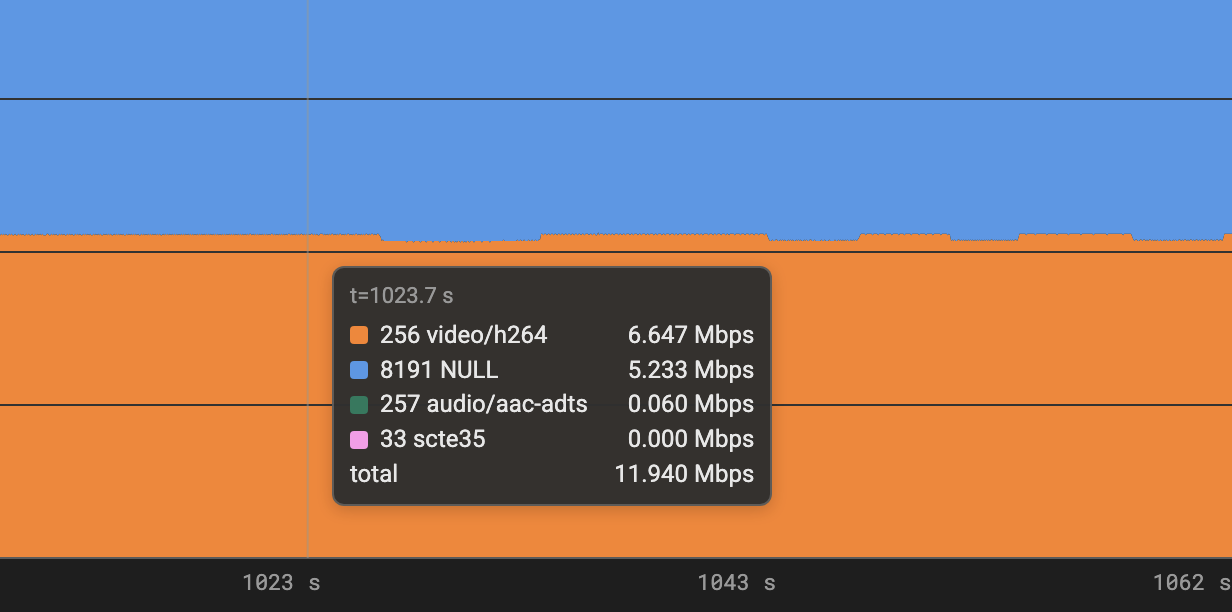 t=1023.7 s
256 video/h264 6.647 Mbps
8191 NULL 5.233 Mbps
257 audio/aac-adts 0.060 Mbps
33 scte35 0.000 Mbps
total 11.940 Mbps
1023 s 1043 s 1062 s